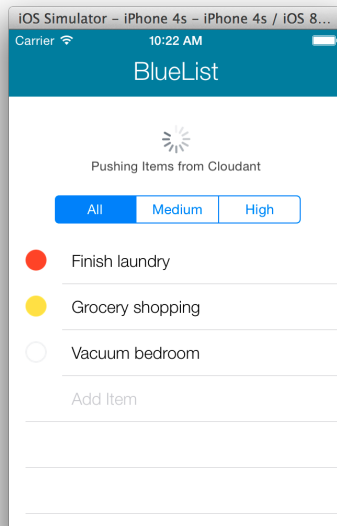 iOS Simulator – iPhone 4s – iPhone 4s / iOS 8...
Carrier 10:22 AM
BlueList
Pushing Items from Cloudant
All Medium High
Finish laundry
Grocery shopping
Vacuum bedroom
Add Item